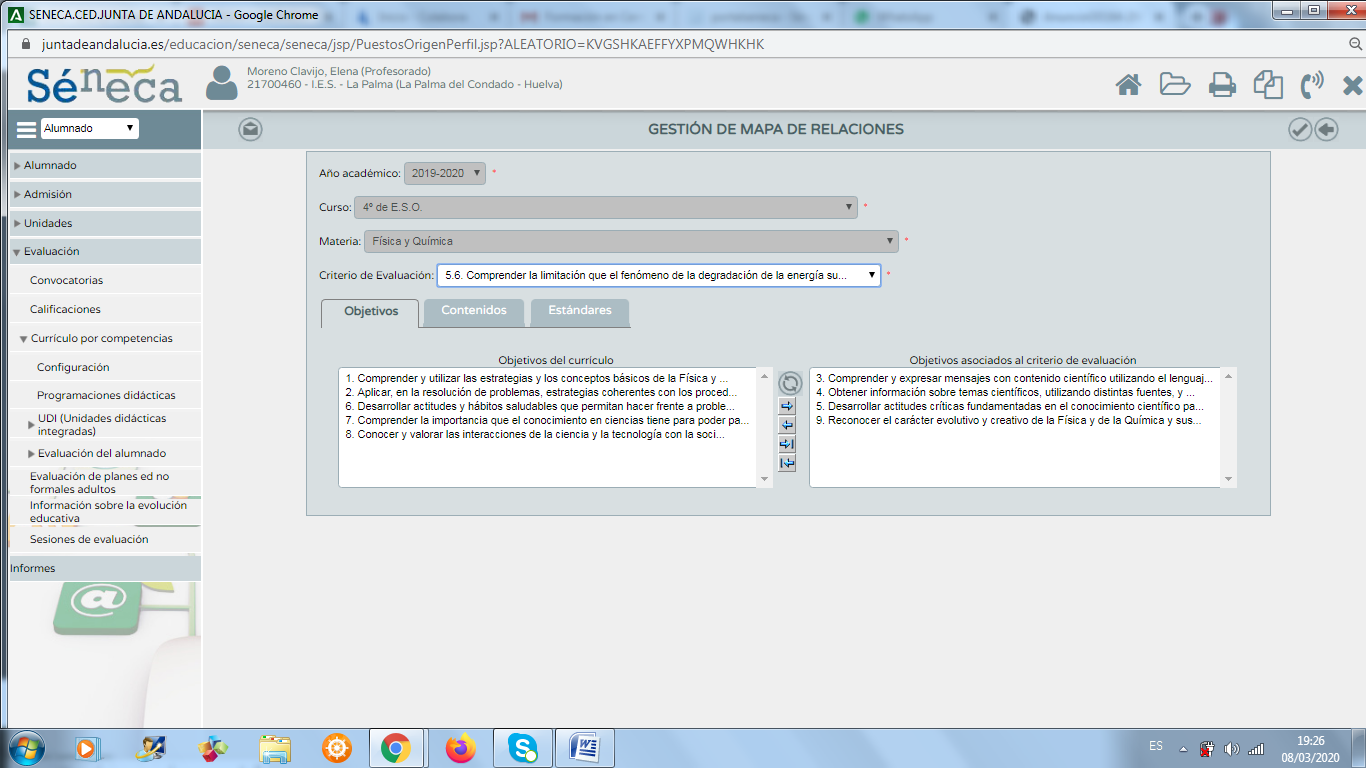 SENECA.CED.JUNTA DE ANDALUCIA - Google Chrome
juntadeandalucia.es/educacion/seneca/seneca/jsp/PuestosOrigenPerfil.jsp?ALEATORIO=KVGSHKAEFFYXPMQWHKHK
Séneca
Moreno Clavijo, Elena (Profesorado)
21700460 - I.E.S. - La Palma (La Palma del Condado - Huelva)
Alumnado
GESTIÓN DE MAPA DE RELACIONES
Alumnado
Admisión
Unidades
Evaluación
Convocatorias
Calificaciones
Currículo por competencias
Configuración
Programaciones didácticas
UDI (Unidades didácticas
integradas)
Evaluación del alumnado
Evaluación de planes ed no
formales adultos
Información sobre la evolución
educativa
Sesiones de evaluación
Informes
Año académico: 2019-2020 *
Curso: 4º de E.S.O. *
Materia: Física y Química *
Criterio de Evaluación: 5.6. Comprender la limitación que el fenómeno de la degradación de la energía su... *
Objetivos Contenidos Estándares
Objetivos del currículo
1. Comprender y utilizar las estrategias y los conceptos básicos de la Física y ...
2. Aplicar, en la resolución de problemas, estrategias coherentes con los proced...
6. Desarrollar actitudes y hábitos saludables que permitan hacer frente a proble...
7. Comprender la importancia que el conocimiento en ciencias tiene para poder pa...
8. Conocer y valorar las interacciones de la ciencia y la tecnología con la soci...
Objetivos asociados al criterio de evaluación
3. Comprender y expresar mensajes con contenido científico utilizando el lenguaj...
4. Obtener información sobre temas científicos, utilizando distintas fuentes, y ...
5. Desarrollar actitudes críticas fundamentadas en el conocimiento científico pa...
9. Reconocer el carácter evolutivo y creativo de la Física y de la Química y sus...
ES
19:26
08/03/2020